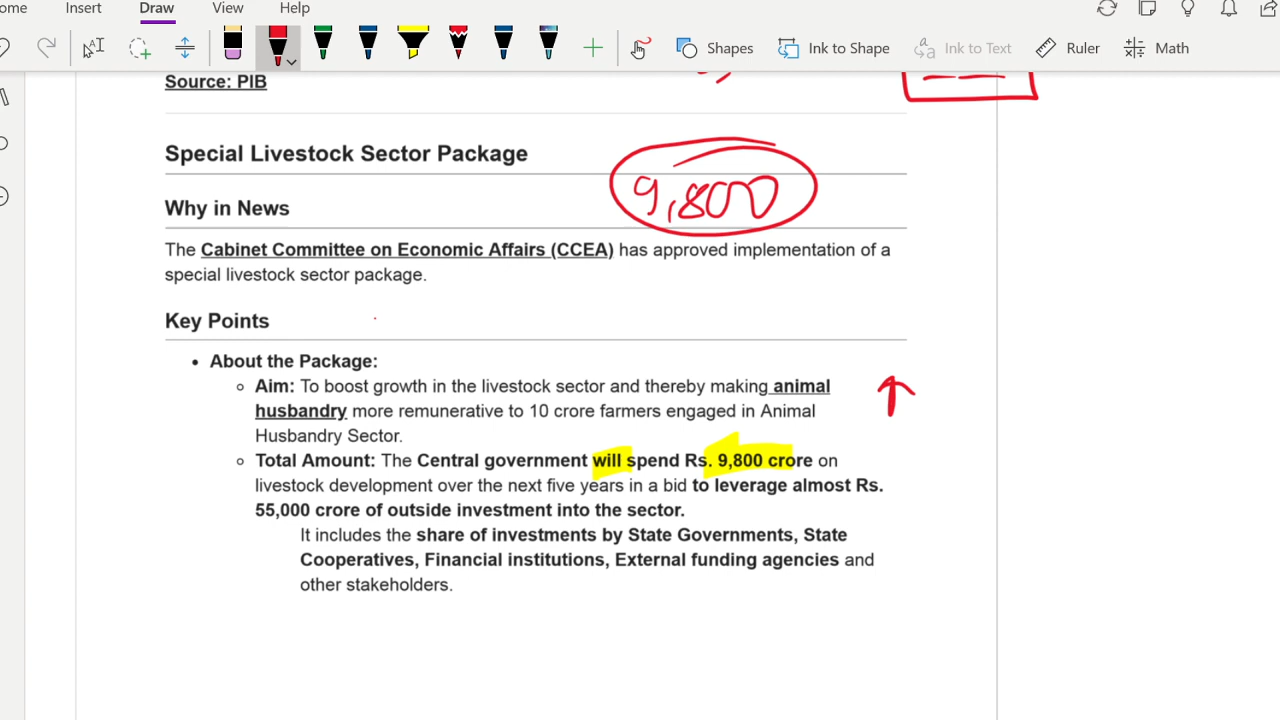 ome Draw View Help
Insert
Shapes Ink to Shape Ink to Text Ruler Math
Source: PIB
Special Livestock Sector Package
9,800
Why in News
The Cabinet Committee on Economic Affairs (CCEA) has approved implementation of a
special livestock sector package.
Key Points
• About the Package:
○ Aim: To boost growth in the livestock sector and thereby making animal
husbandry more remunerative to 10 crore farmers engaged in Animal
Husbandry Sector.
○ Total Amount: The Central government will spend Rs. 9,800 crore on
livestock development over the next five years in a bid to leverage almost Rs.
55,000 crore of outside investment into the sector.
It includes the share of investments by State Governments, State
Cooperatives, Financial institutions, External funding agencies and
other stakeholders.